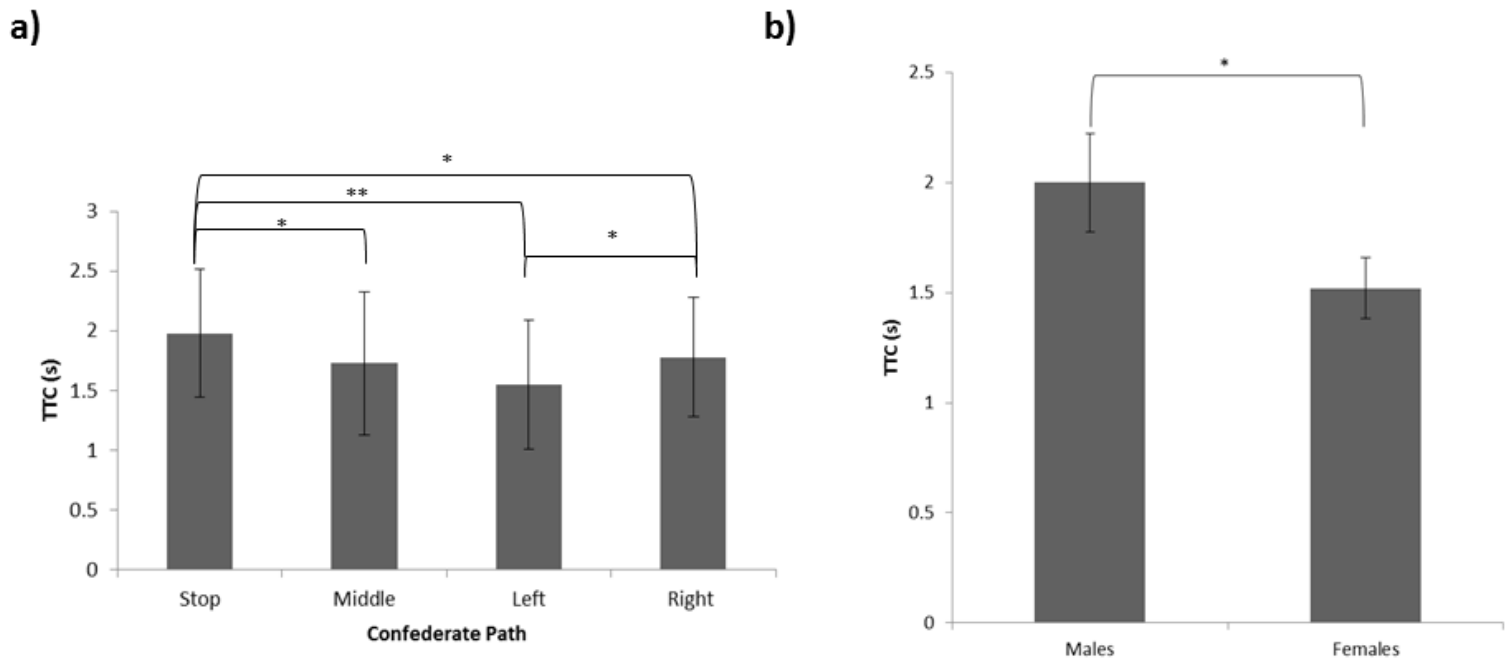 a)
*
**
*
*
3
2.5
2
1.5
1
0.5
0
TTC (s)
Stop Middle Left Right
Confederate Path
b)
*
2.5
2
1.5
1
0.5
0
TTC (s)
Males Females